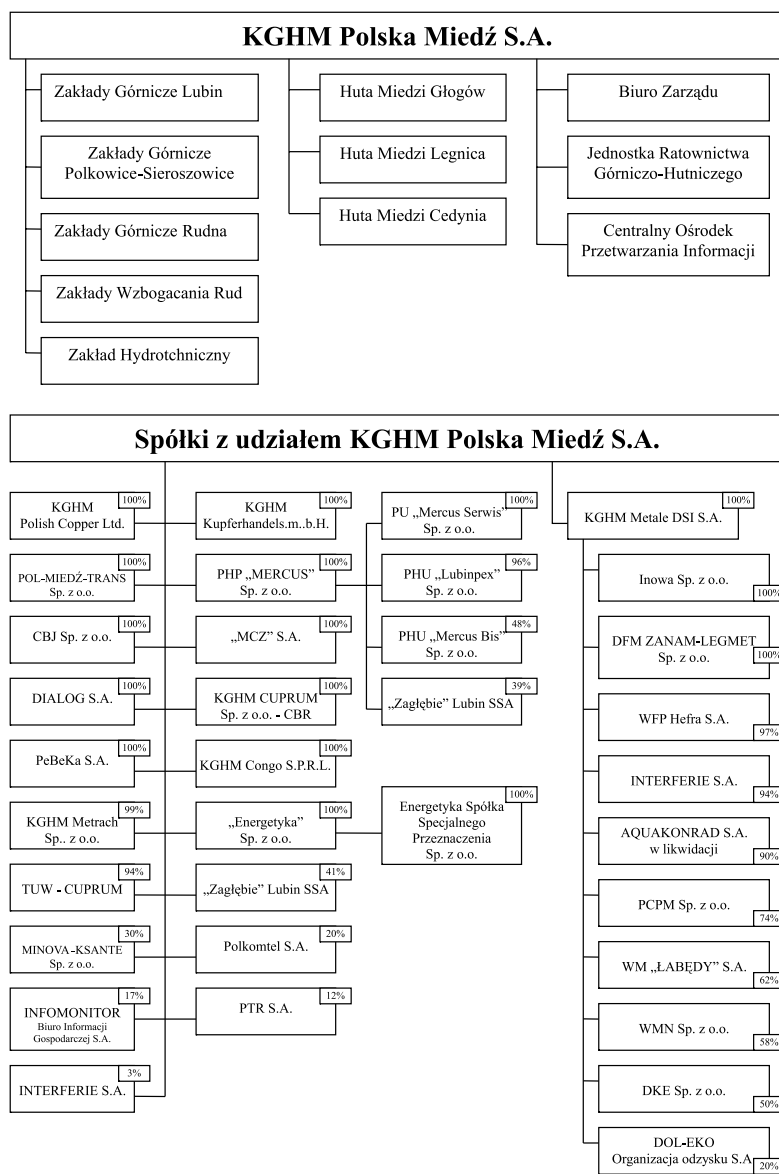 KGHM Polska Miedź S.A.
Zakłady Górnicze Lubin
Zakłady Górnicze
Polkowice-Sieroszowice
Zakłady Górnicze Rudna
Zakłady Wzbogacania Rud
Zakład Hydrotchniczny
Huta Miedzi Głogów
Huta Miedzi Legnica
Huta Miedzi Cedynia
Biuro Zarządu
Jednostka Ratownictwa
Górniczo-Hutniczego
Centralny Ośrodek
Przetwarzania Informacji
Spółki z udziałem KGHM Polska Miedź S.A.
100%
KGHM
Polish Copper Ltd.
100%
POL-MIEDŹ-TRANS
Sp. z o.o.
100%
CBJ Sp. z o.o.
100%
DIALOG S.A.
100%
PeBeKa S.A.
99%
KGHM Metrach
Sp.. z o.o.
94%
TUW - CUPRUM
30%
MINOVA-KSANTE
Sp. z o.o.
17%
INFOMONITOR
Biuro Informacji
Gospodarczej S.A.
3%
INTERFERIE S.A.
100%
KGHM
Kupferhandels.m..b.H.
100%
PHP „MERCUS”
Sp. z o.o.
100%
„MCZ” S.A.
100%
KGHM CUPRUM
Sp. z o.o. - CBR
100%
KGHM Congo S.P.R.L.
100%
„Energetyka”
Sp. z o.o.
41%
„Zagłębie” Lubin SSA
20%
Polkomtel S.A.
12%
PTR S.A.
100%
PU „Mercus Serwis”
Sp. z o.o.
96%
PHU „Lubinpex”
Sp. z o.o.
48%
PHU „Mercus Bis”
Sp. z o.o.
39%
„Zagłębie” Lubin SSA
100%
Energetyka Spółka
Specjalnego
Przeznaczenia
Sp. z o.o.
100%
KGHM Metale DSI S.A.
Inowa Sp. z o.o.
100%
DFM ZANAM-LEGMET
Sp. z o.o.
100%
WFP Hefra S.A.
97%
INTERFERIE S.A.
94%
AQUAKONRAD S.A.
w likwidacji
90%
PCPM Sp. z o.o.
74%
WM „ŁABĘDY” S.A.
62%
WMN Sp. z o.o.
58%
DKE Sp. z o.o.
50%
DOL-EKO
Organizacja odzysku S.A
20%